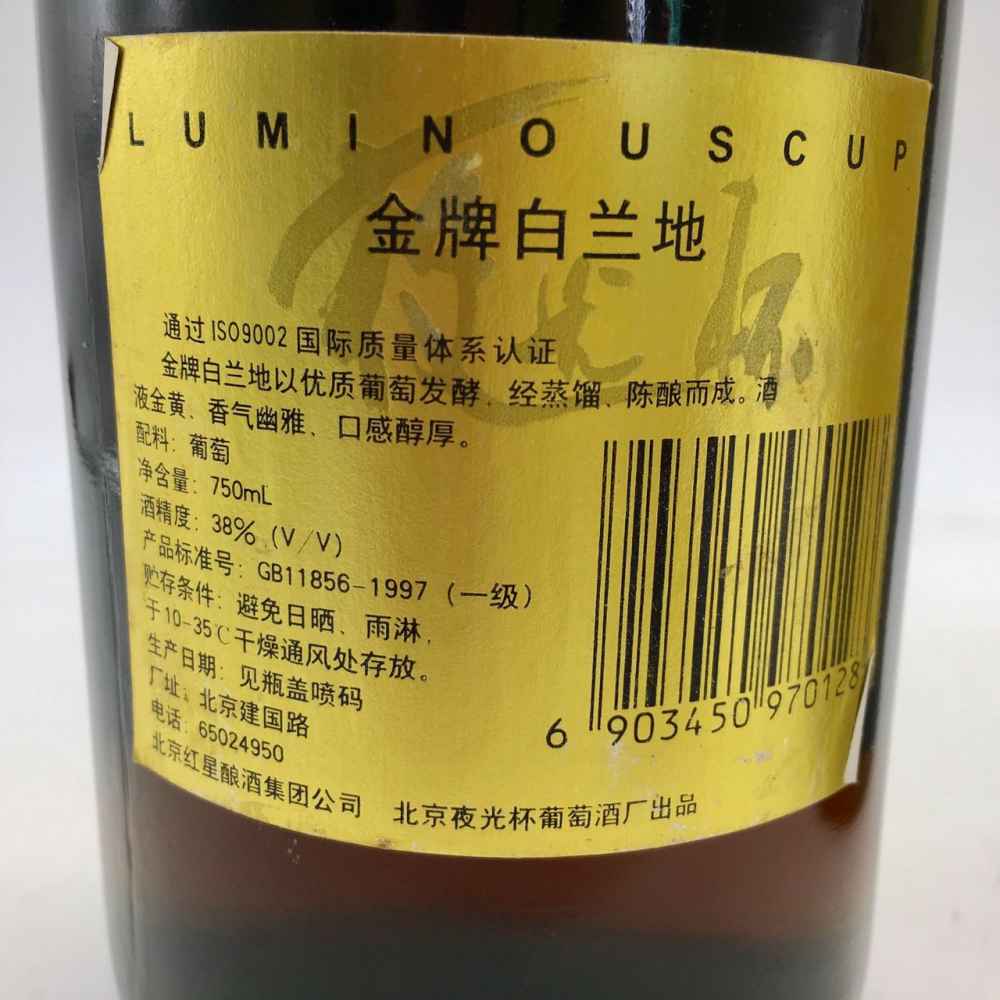 LUMINOUSCUP
夜光杯
金牌白兰地
通过ISO9002国际质量体系认证
金牌白兰地以优质葡萄发酵、经蒸馏、陈酿而成。酒
液金黄、香气幽雅、口感醇厚。
配料：葡萄
净含量：750mL
酒精度：38%（V/V）
产品标准号：GB11856-1997（一级）
贮存条件：避免日晒、雨淋，
于10-35℃干燥通风处存放。
生产日期：见瓶盖喷码
厂址：北京建国路
电话：65024950
北京红星酿酒集团公司 北京夜光杯葡萄酒厂出品
6 903450 970128